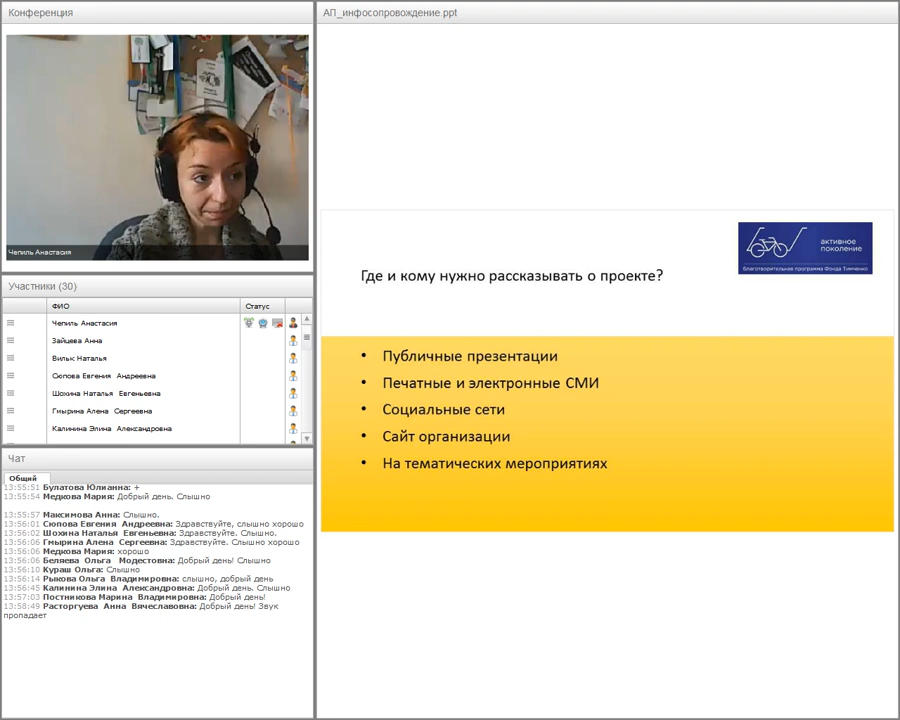 Конференция
Чепиль Анастасия
Участники (30)
ФИО
Статус
Чепиль Анастасия
Зайцева Анна
Вилыс Наталья
Сюпова Евгения Андреевна
Шохина Наталья Евгеньевна
Гмырина Алена Сергеевна
Калинина Элина Александровна
Чат
Общий
13:55:51 Булатова Юлианна: +
13:55:54 Медкова Мария: Добрый день. Слышно
13:55:57 Максимова Анна: Слышно.
13:56:01 Сюпова Евгения Андреевна: Здравствуйте, слышно хорошо
13:56:02 Шохина Наталья Евгеньевна: Здравствуйте. Слышно.
13:56:06 Гмырина Алена Сергеевна: Здравствуйте. Слышно хорошо
13:56:06 Медкова Мария: хорошо
13:56:06 Беляева Ольга Модестовна: Добрый день! Слышно
13:56:10 Кураш Ольга: Слышно
13:56:14 Рыкова Ольга Владимировна: слышно, добрый день
13:56:45 Калинина Элина Александровна: Добрый день. Слышно
13:57:03 Постникова Марина Владимировна: Добрый день!
13:58:49 Расторгуева Анна Вячеславовна: Добрый день! Звук
пропадает
АП_инфосопровождение.ppt
активное
поколение
благотворительная программа Фонда Тимченко
Где и кому нужно рассказывать о проекте?
• Публичные презентации
• Печатные и электронные СМИ
• Социальные сети
• Сайт организации
• На тематических мероприятиях